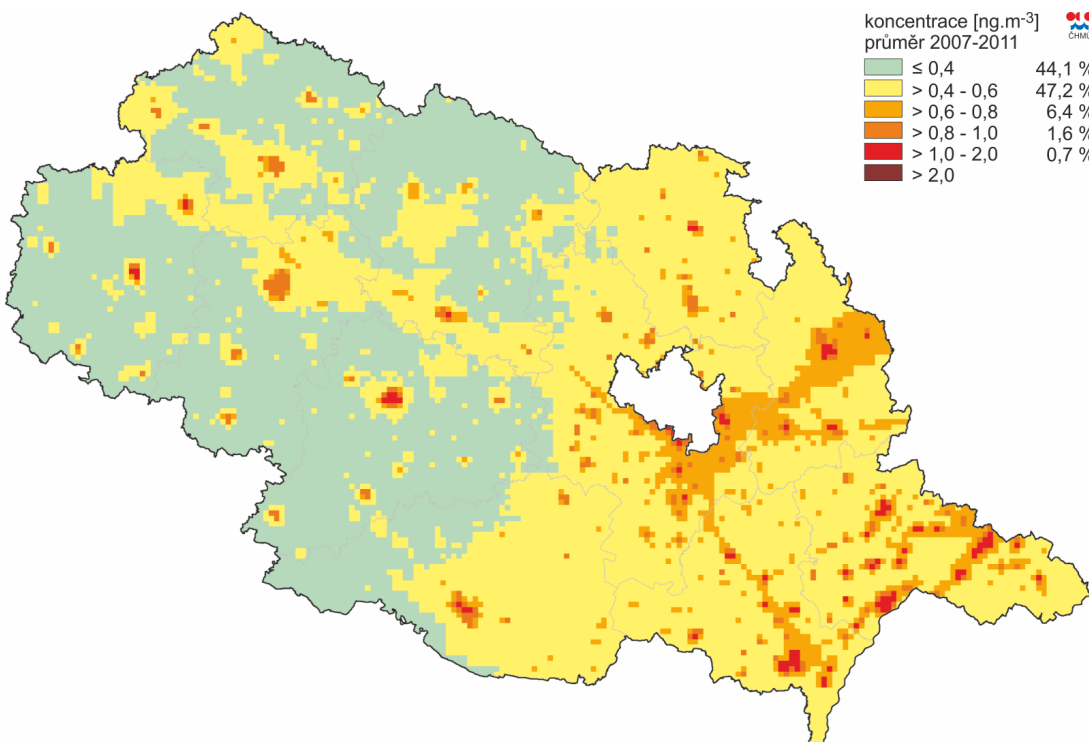 koncentrace [ng.m-3]
průměr 2007-2011
ČHMÚ
≤ 0,4 44,1 %
> 0,4 - 0,6 47,2 %
> 0,6 - 0,8 6,4 %
> 0,8 - 1,0 1,6 %
> 1,0 - 2,0 0,7 %
> 2,0